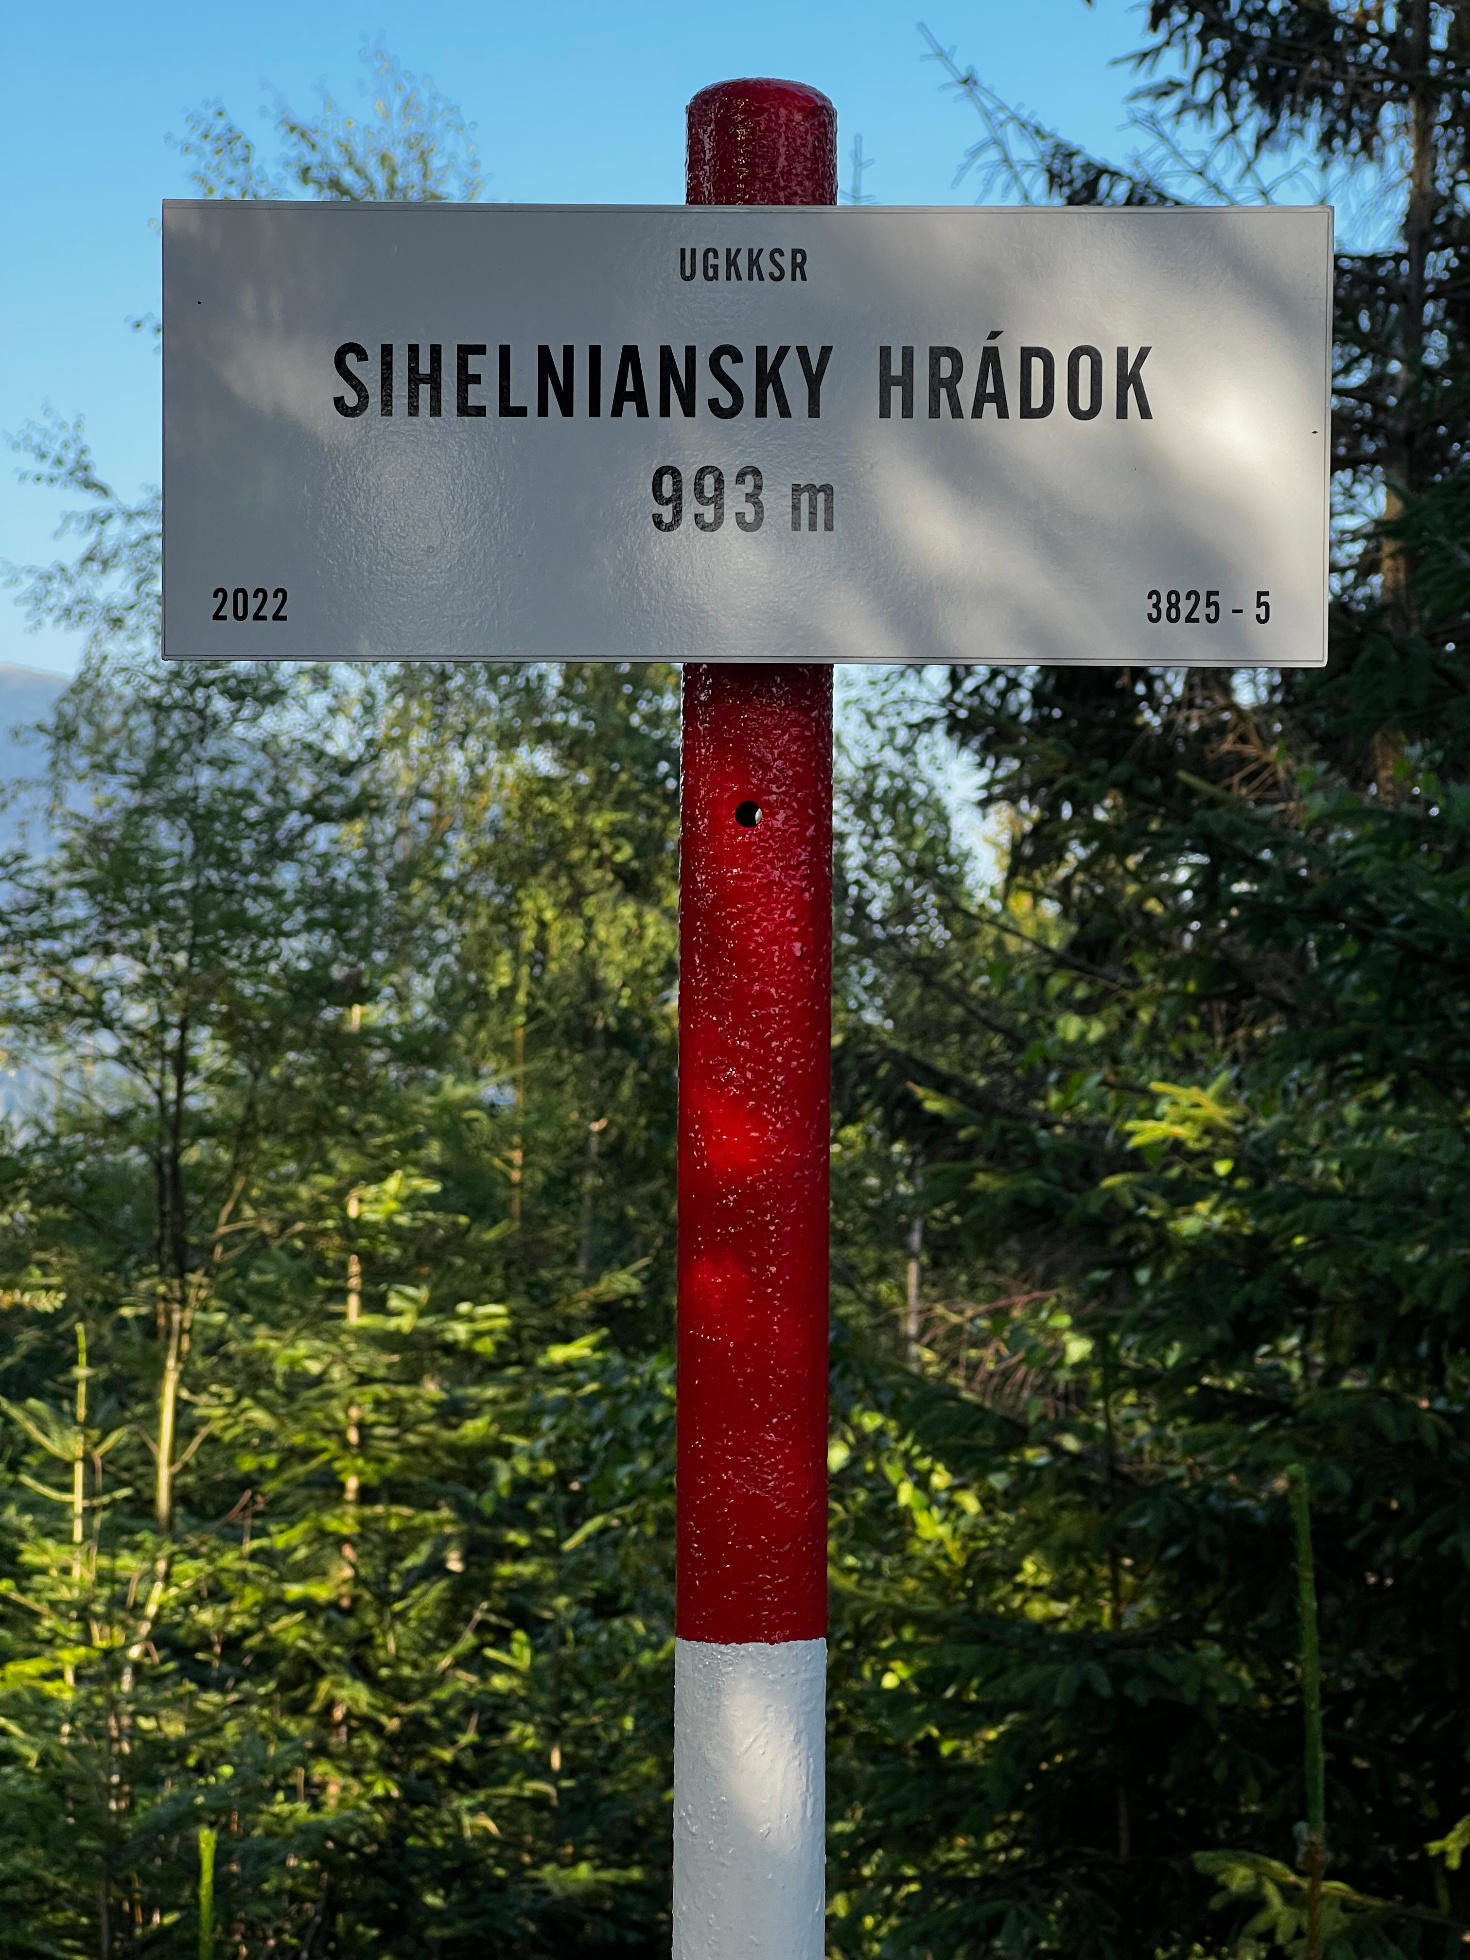 UGKKSR
SIHELNIANSKY HRÁDOK
993 m
2022 3825 - 5